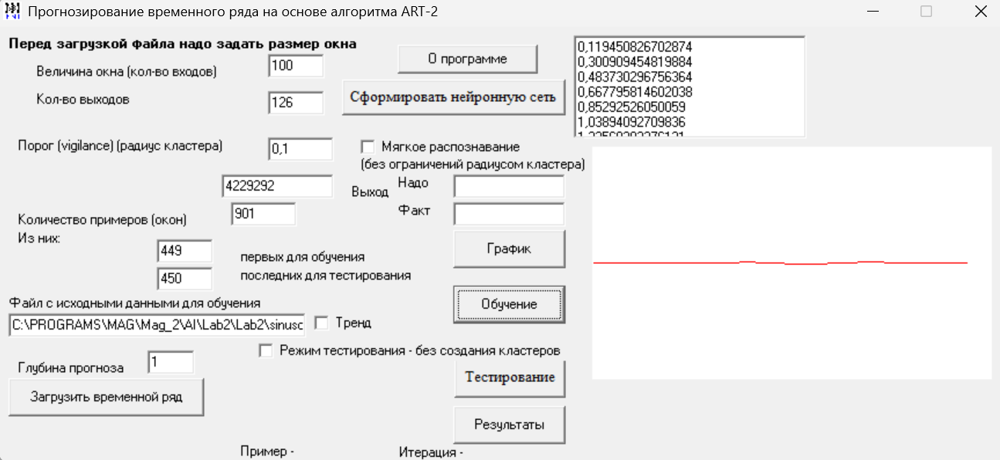 Прогнозирование временного ряда на основе алгоритма ART-2
Перед загрузкой файла надо задать размер окна
Величина окна (кол-во входов)
100
Кол-во выходов
126
О программе
Сформировать нейронную сеть
0,119450826702874
0,300909454819884
0,483730296756364
0,667795814602038
0,85292526050059
1,03894092709836
Порог (vigilance) (радиус кластера)
0,1
Мягкое распознавание
(без ограничений радиусом кластера)
4229292
Выход
Надо
Факт
Количество примеров (окон)
901
Из них:
449
первых для обучения
450
последних для тестирования
График
Файл с исходными данными для обучения
C:\PROGRAMS\MAG\Mag_2\AI\Lab2\Lab2\sinusc
Тренд
Обучение
Режим тестирования - без создания кластеров
Глубина прогноза
1
Загрузить временной ряд
Тестирование
Результаты
Пример -
Итерация -